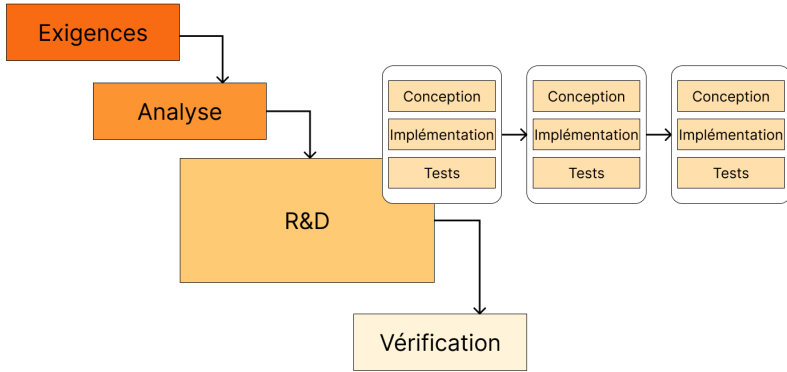 Exigences
Analyse
R&D
Conception
Implémentation
Tests
Conception
Implémentation
Tests
Conception
Implémentation
Tests
Vérification